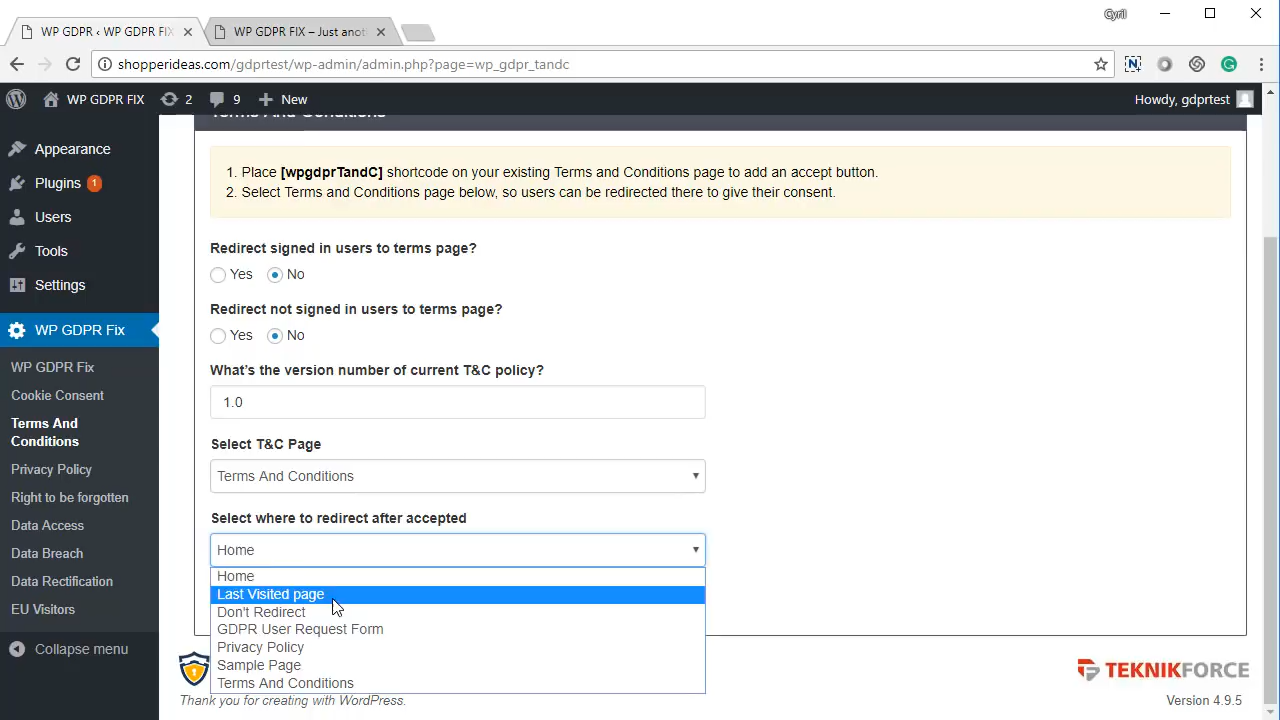 Cyril
WP GDPR ‹ WP GDPR FIX
WP GDPR FIX – Just anot
shopperideas.com/gdprtest/wp-admin/admin.php?page=wp_gdpr_tandc
WP GDPR FIX
2
9
New
Howdy, gdprtest
Appearance
Plugins 1
Users
Tools
Settings
WP GDPR Fix
WP GDPR Fix
Cookie Consent
Terms And
Conditions
Privacy Policy
Right to be forgotten
Data Access
Data Breach
Data Rectification
EU Visitors
Collapse menu
Terms And Conditions
1. Place [wpgdprTandC] shortcode on your existing Terms and Conditions page to add an accept button.
2. Select Terms and Conditions page below, so users can be redirected there to give their consent.
Redirect signed in users to terms page?
Yes No
Redirect not signed in users to terms page?
Yes No
What's the version number of current T&C policy?
1.0
Select T&C Page
Terms And Conditions
Select where to redirect after accepted
Home
Home
Last Visited page
Don't Redirect
GDPR User Request Form
Privacy Policy
Sample Page
Terms And Conditions
TEKNIKFORCE
Thank you for creating with WordPress.
Version 4.9.5